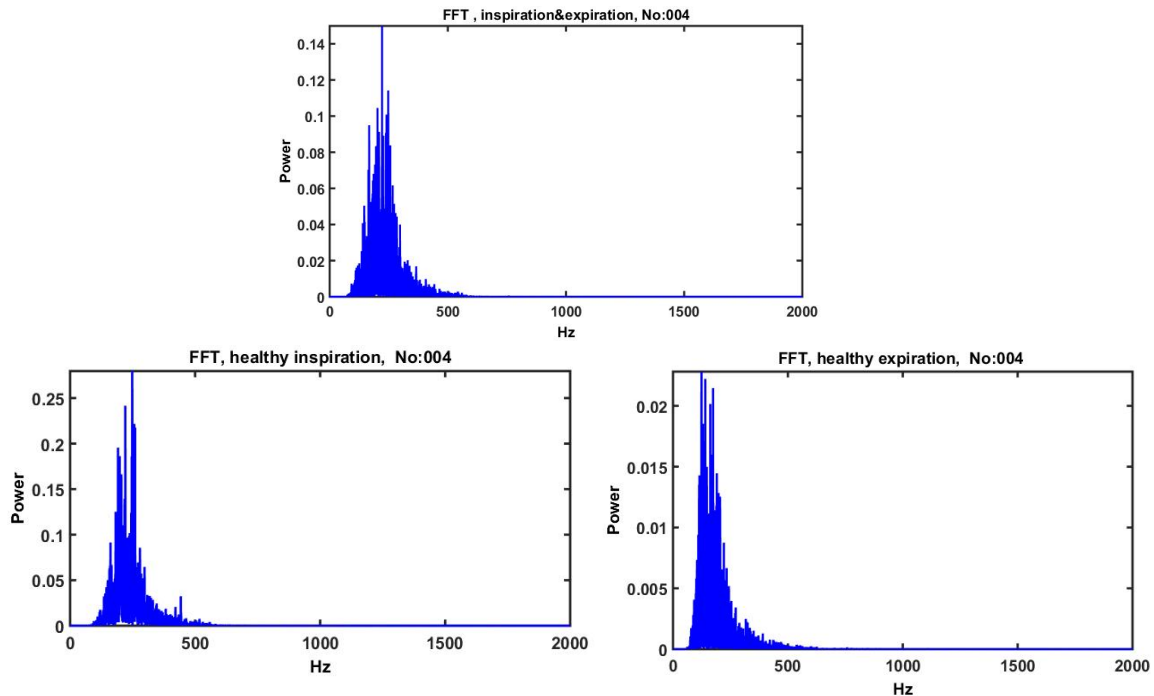 FFT , inspiration&expiration, No:004
0.14
0.12
0.1
0.08
0.06
0.04
0.02
0
Power
0 500 1000 1500 2000
Hz
FFT, healthy inspiration, No:004
0.25
0.2
0.15
0.1
0.05
0
Power
0 500 1000 1500 2000
Hz
FFT, healthy expiration, No:004
0.02
0.015
0.01
0.005
0
Power
0 500 1000 1500 2000
Hz